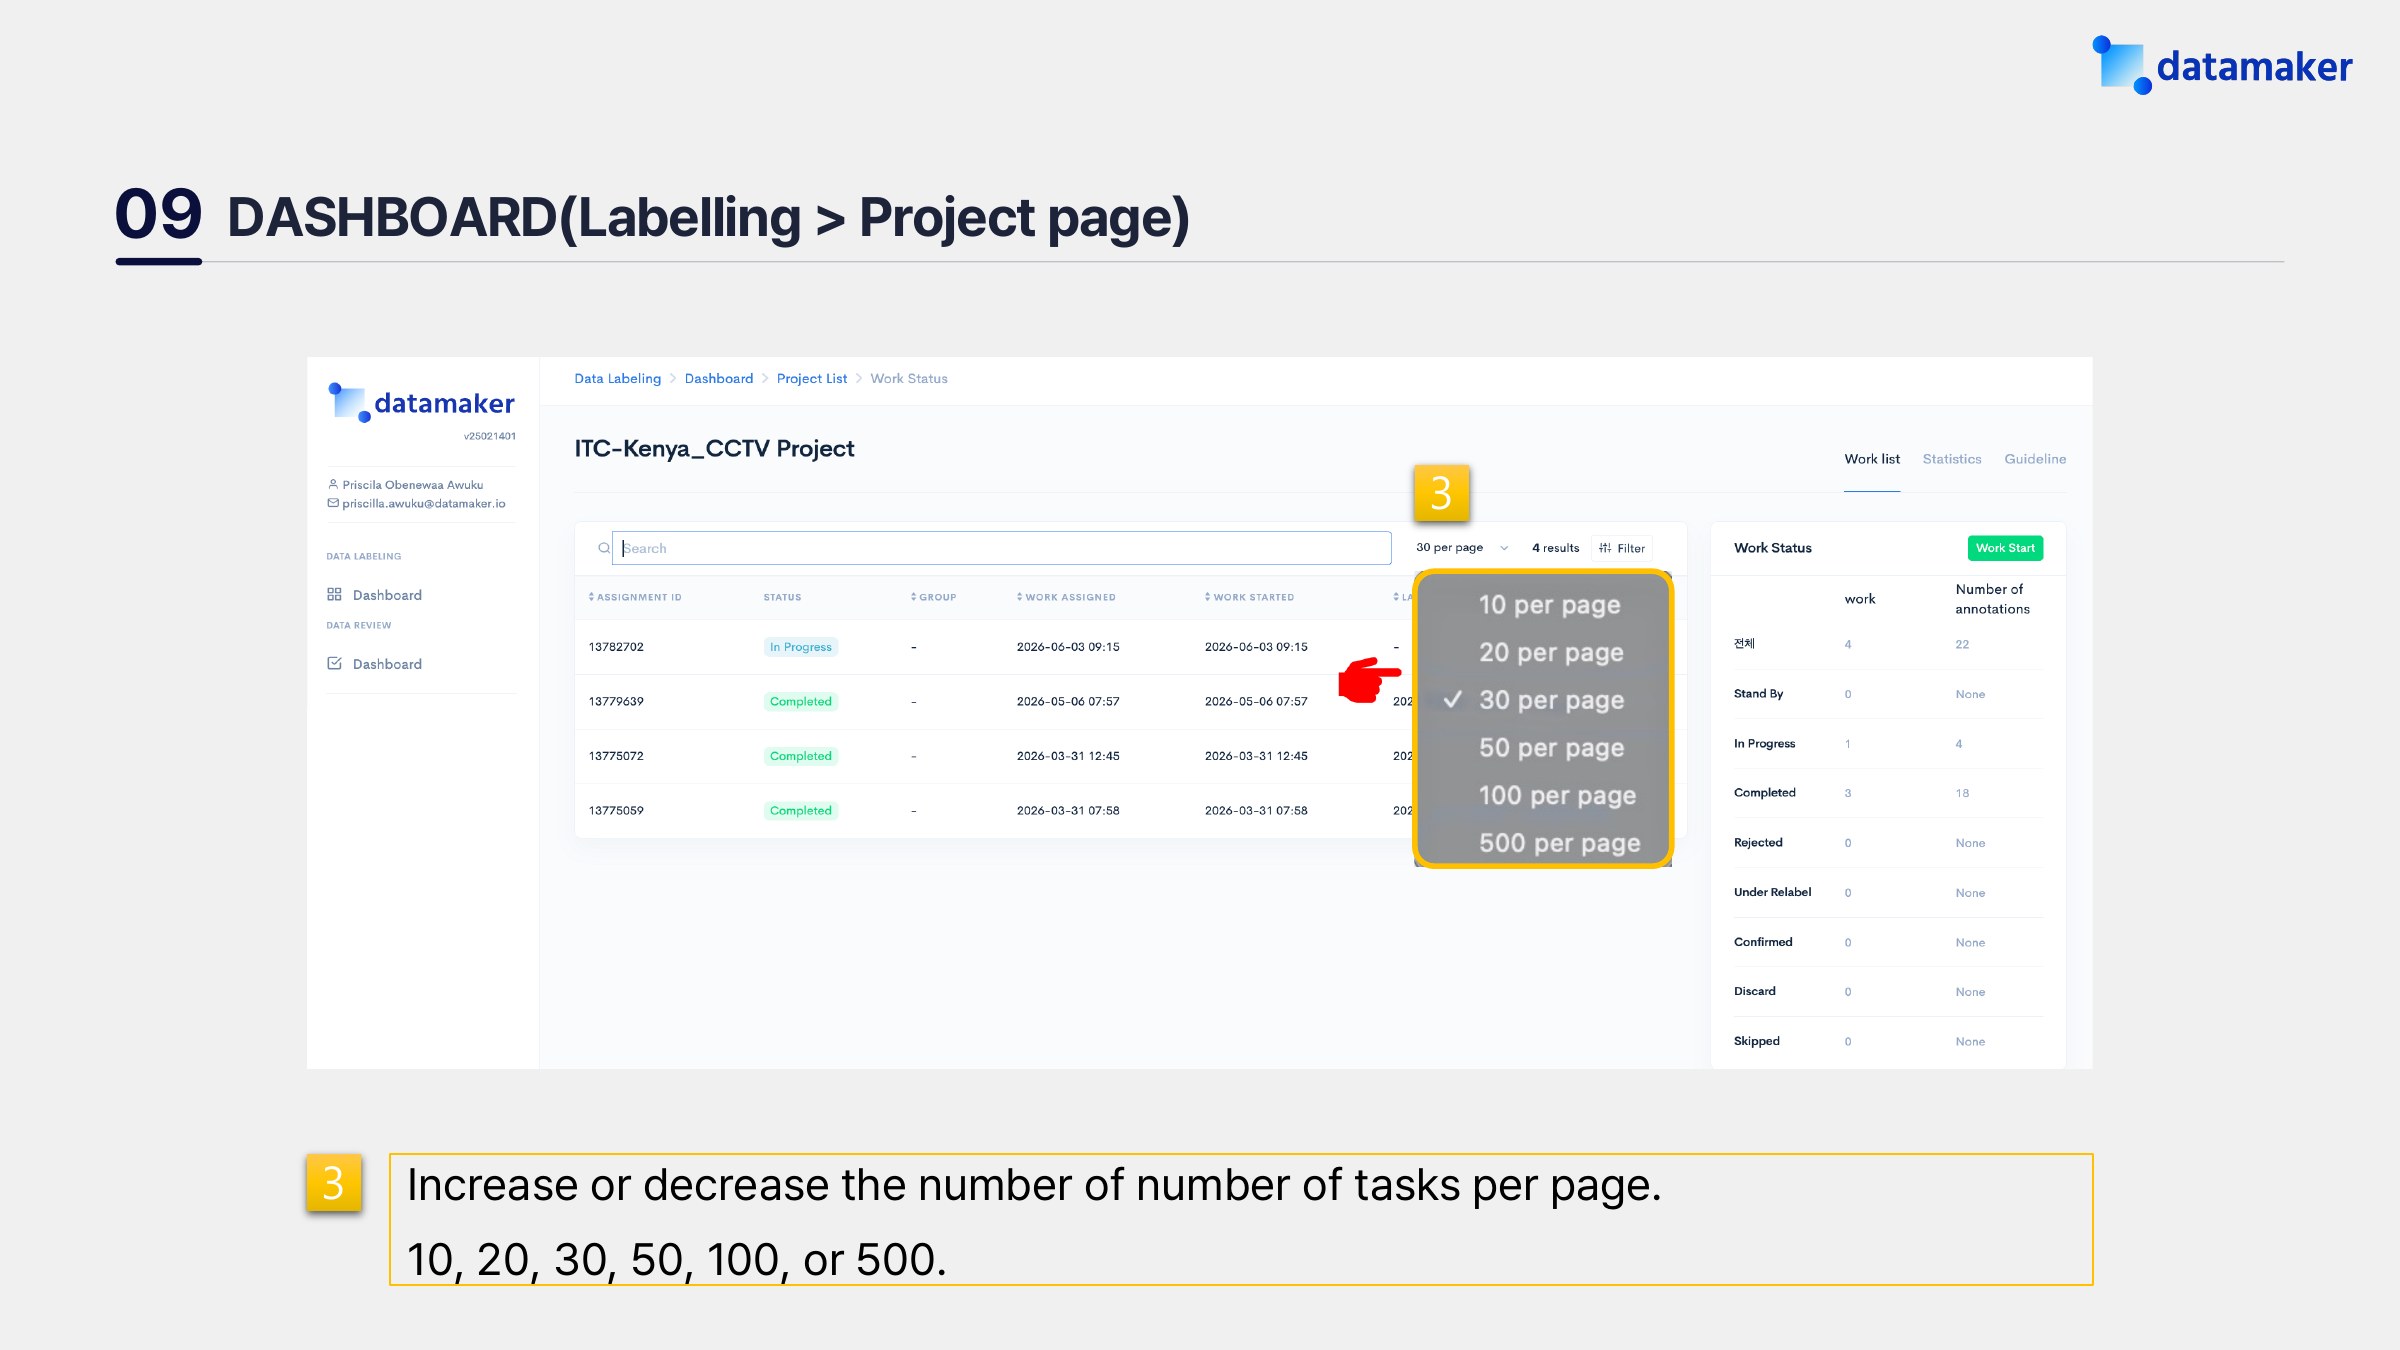 datamaker
09 DASHBOARD(Labelling > Project page)
datamaker
v25021401
Priscila Obenewaa Awuku
priscilla.awuku@datamaker.io
DATA LABELING
Dashboard
DATA REVIEW
Dashboard
Data Labeling > Dashboard > Project List > Work Status
ITC-Kenya_CCTV Project
Work list Statistics Guideline
3
Search 30 per page 4 results Filter
ASSIGNMENT ID STATUS GROUP WORK ASSIGNED WORK STARTED
13782702 In Progress - 2026-06-03 09:15 2026-06-03 09:15 -
13779639 Completed - 2026-05-06 07:57 2026-05-06 07:57
13775072 Completed - 2026-03-31 12:45 2026-03-31 12:45
13775059 Completed - 2026-03-31 07:58 2026-03-31 07:58
10 per page
20 per page
✓ 30 per page
50 per page
100 per page
500 per page
Work Status Work Start
work Number of annotations
전체 4 22
Stand By 0 None
In Progress 1 4
Completed 3 18
Rejected 0 None
Under Relabel 0 None
Confirmed 0 None
Discard 0 None
Skipped 0 None
3
Increase or decrease the number of number of tasks per page.
10, 20, 30, 50, 100, or 500.